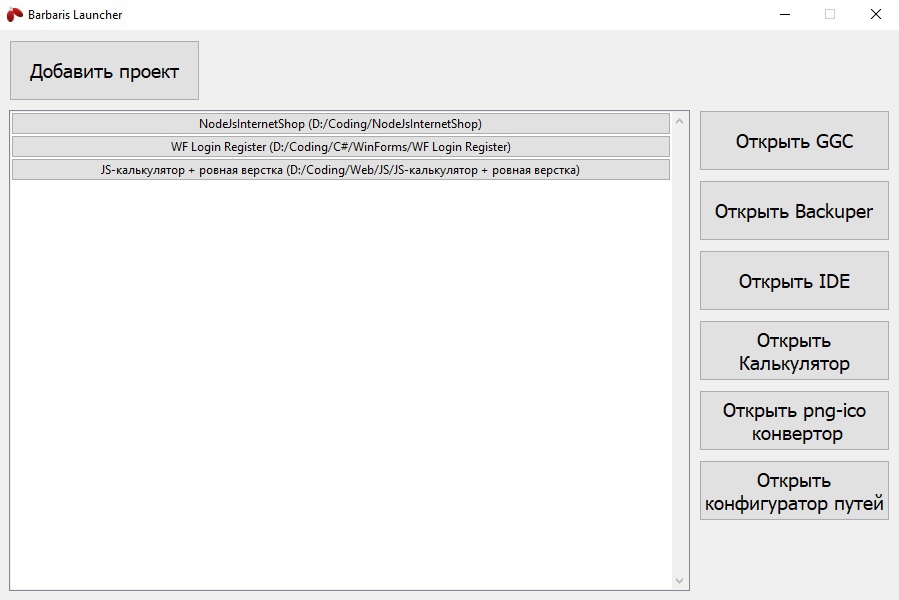 Barbaris Launcher
Добавить проект
NodeJsInternetShop (D:/Coding/NodeJsInternetShop)
WF Login Register (D:/Coding/C#/WinForms/WF Login Register)
JS-калькулятор + ровная верстка (D:/Coding/Web/JS/JS-калькулятор + ровная верстка)
Открыть GGC
Открыть Backuper
Открыть IDE
Открыть
Калькулятор
Открыть png-ico
конвертор
Открыть
конфигуратор путей